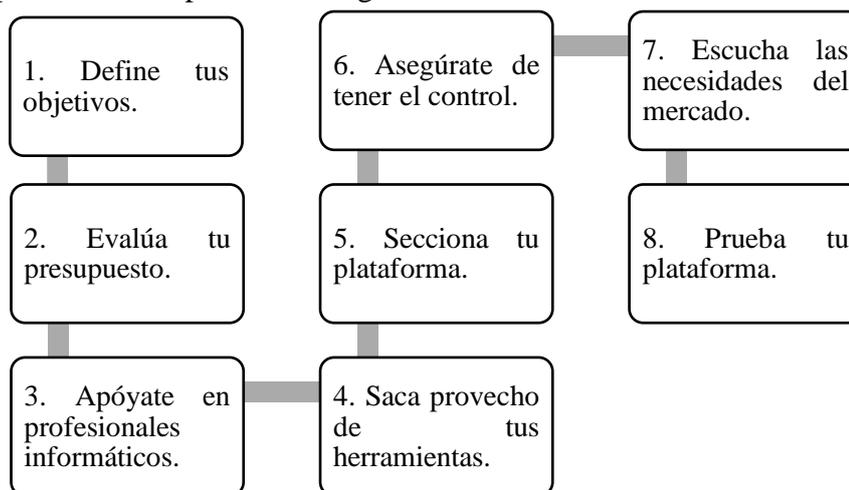 1. Define tus
objetivos.
2. Evalúa tu
presupuesto.
3. Apóyate en
profesionales
informáticos.
4. Saca provecho
de tus
herramientas.
5. Secciona tu
plataforma.
6. Asegúrate de
tener el control.
7. Escucha las
necesidades del
mercado.
8. Prueba tu
plataforma.